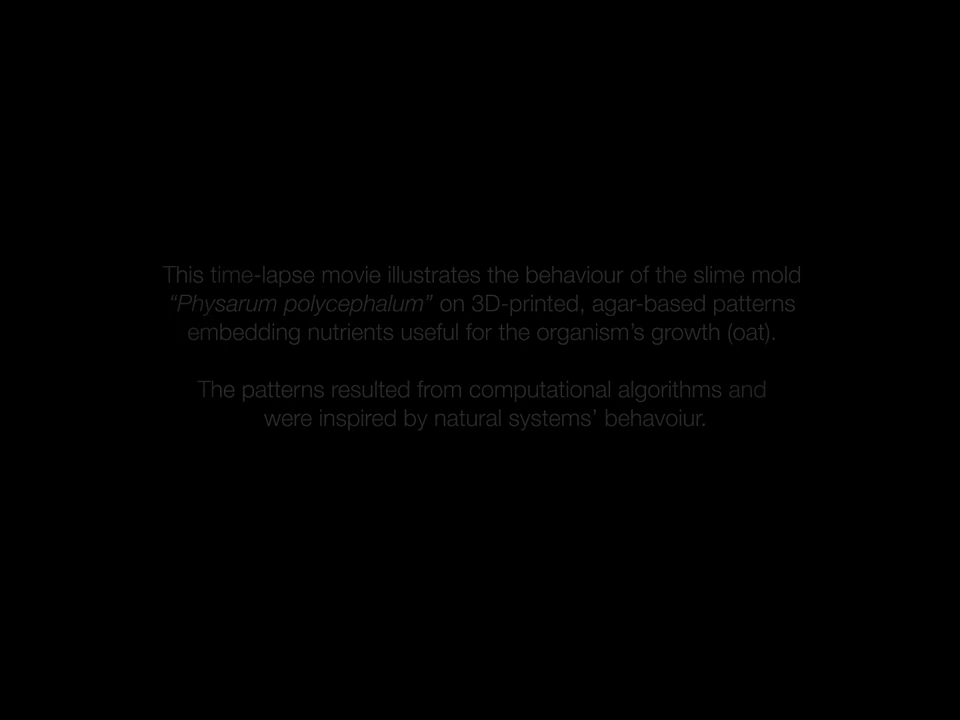 This time-lapse movie illustrates the behaviour of the slime mold
“Physarum polycephalum” on 3D-printed, agar-based patterns
embedding nutrients useful for the organism’s growth (oat).
The patterns resulted from computational algorithms and
were inspired by natural systems’ behavoiur.